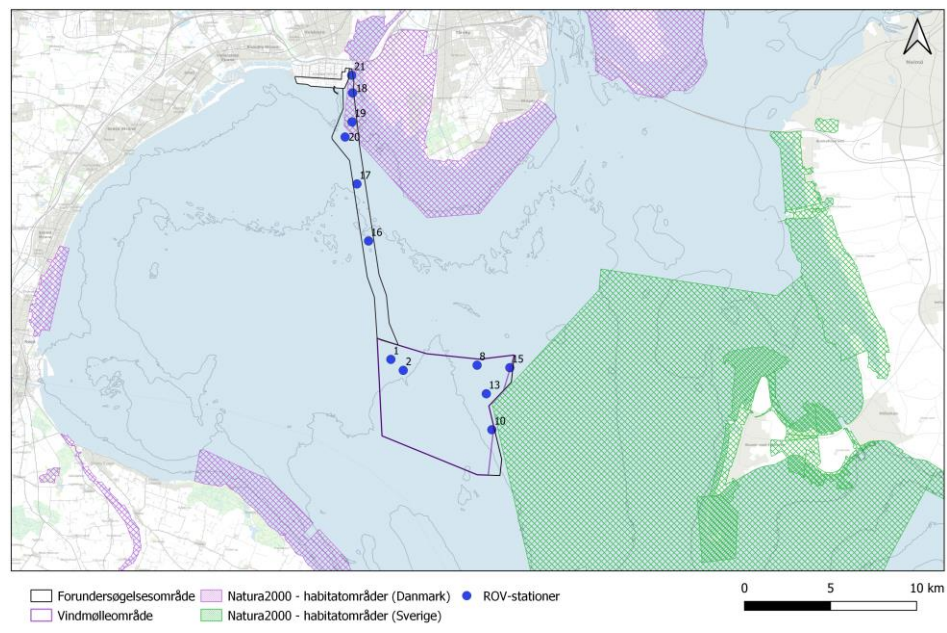 21
18
19
20
17
16
1
2
8
15
13
10
Forundersøgelsesområde
Natura2000 - habitatområder (Danmark)
ROV-stationer
Vindmølleområde
Natura2000 - habitatområder (Sverige)
0 5 10 km